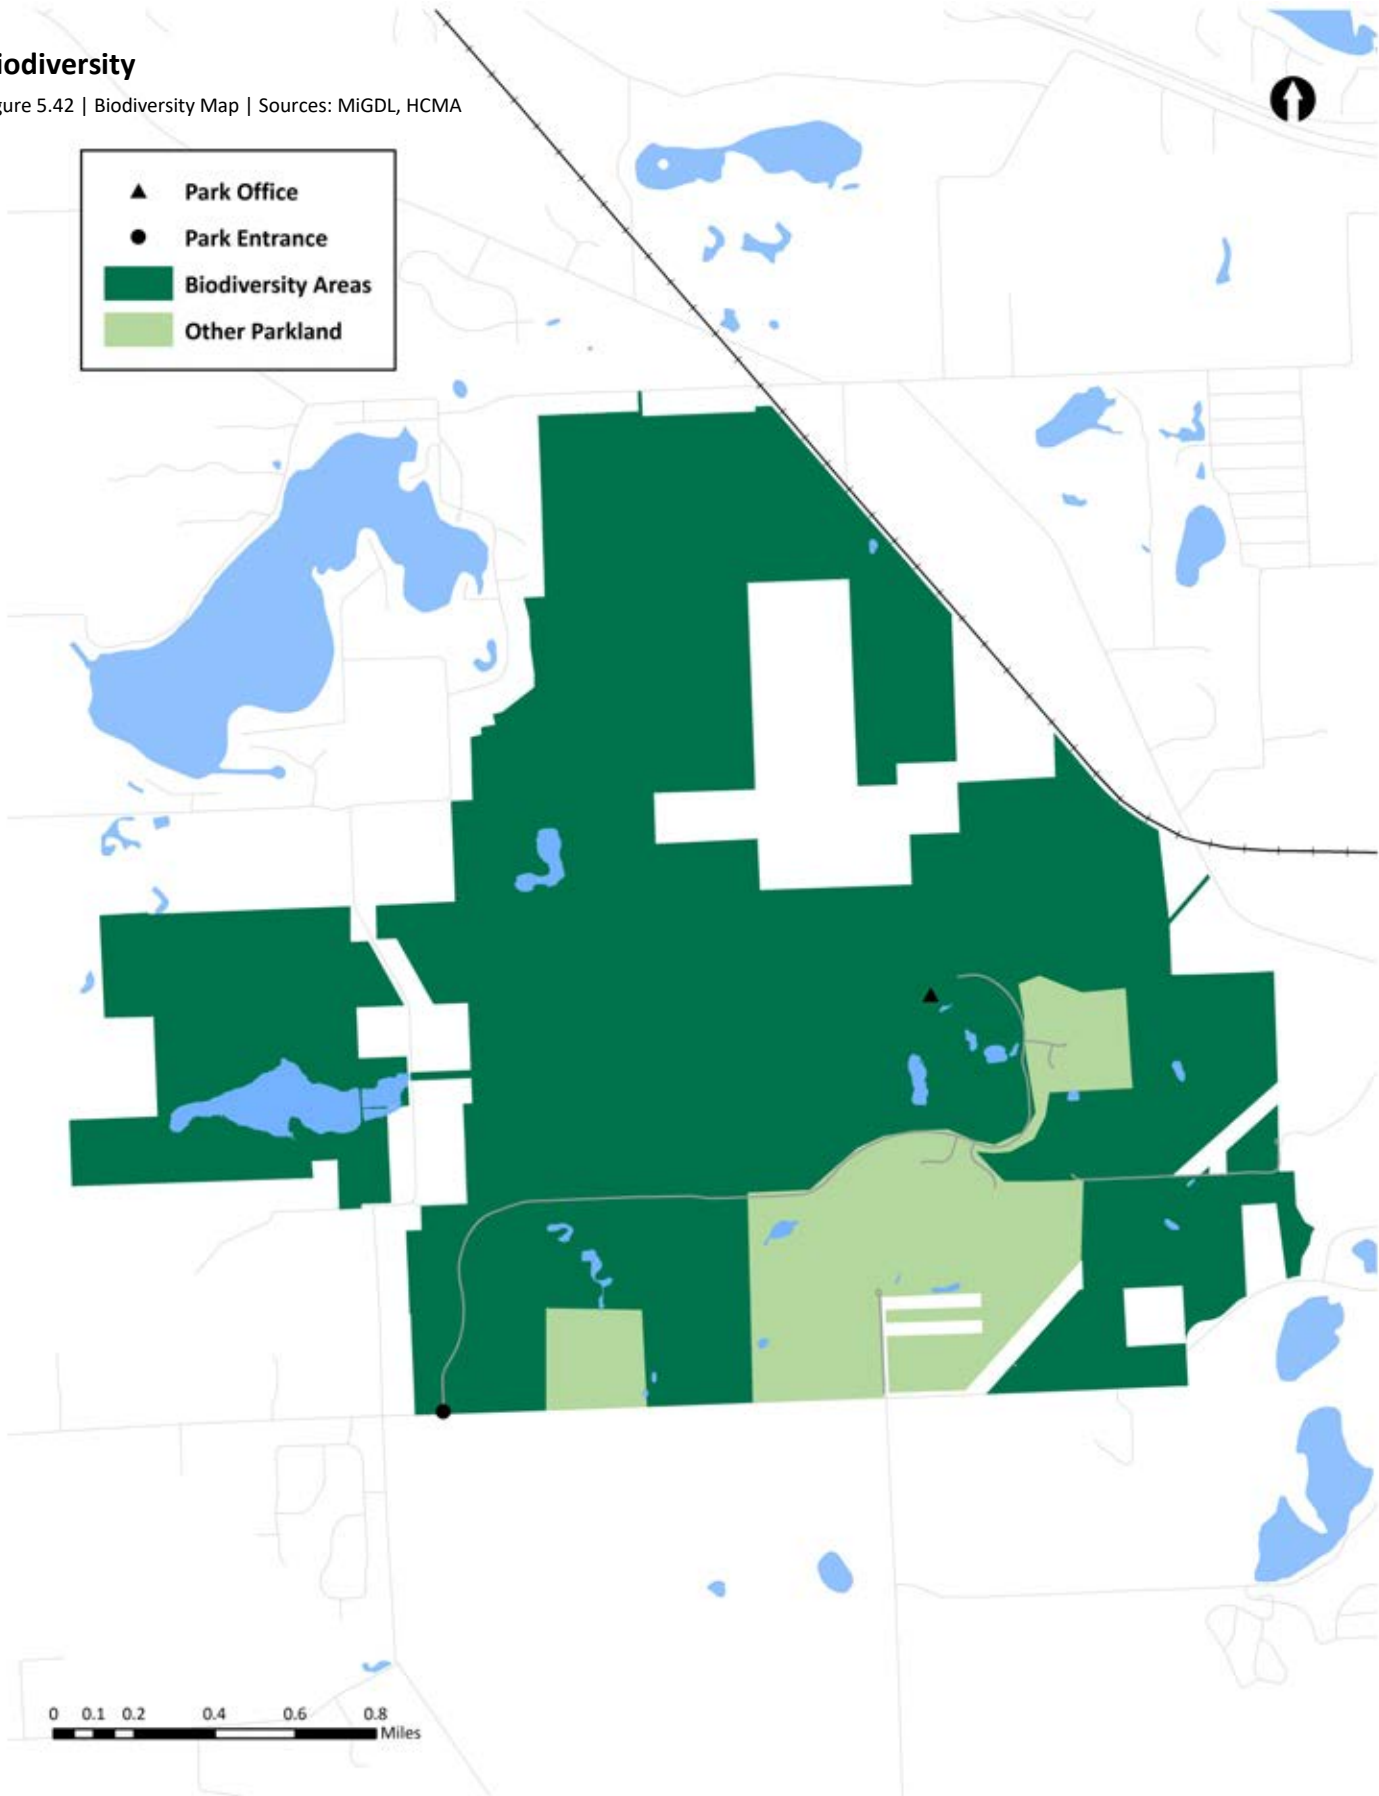 iodiversity
gure 5.42 | Biodiversity Map | Sources: MiGDL, HCMA
Park Office
Park Entrance
Biodiversity Areas
Other Parkland
0 0.1 0.2 0.4 0.6 0.8
Miles